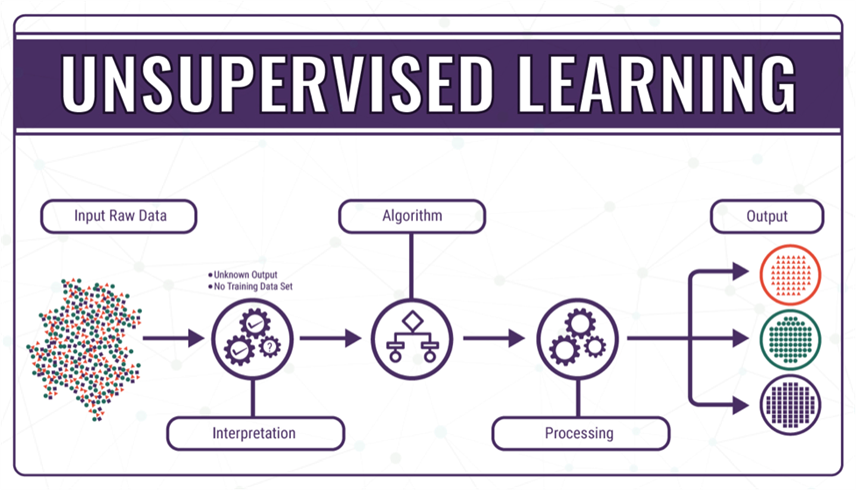 UNSUPERVISED LEARNING
Input Raw Data
Algorithm
Output
• Unknown Output
• No Training Data Set
?
Interpretation
Processing